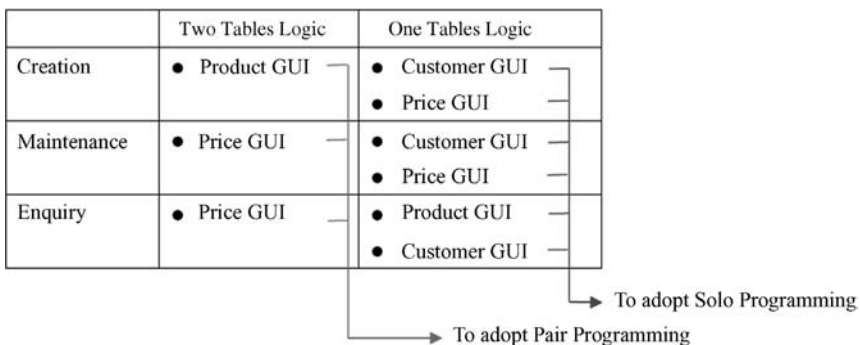 Two Tables Logic One Tables Logic
Creation ● Product GUI ● Customer GUI
● Price GUI
Maintenance ● Price GUI ● Customer GUI
● Price GUI
Enquiry ● Price GUI ● Product GUI
● Customer GUI
To adopt Solo Programming
To adopt Pair Programming